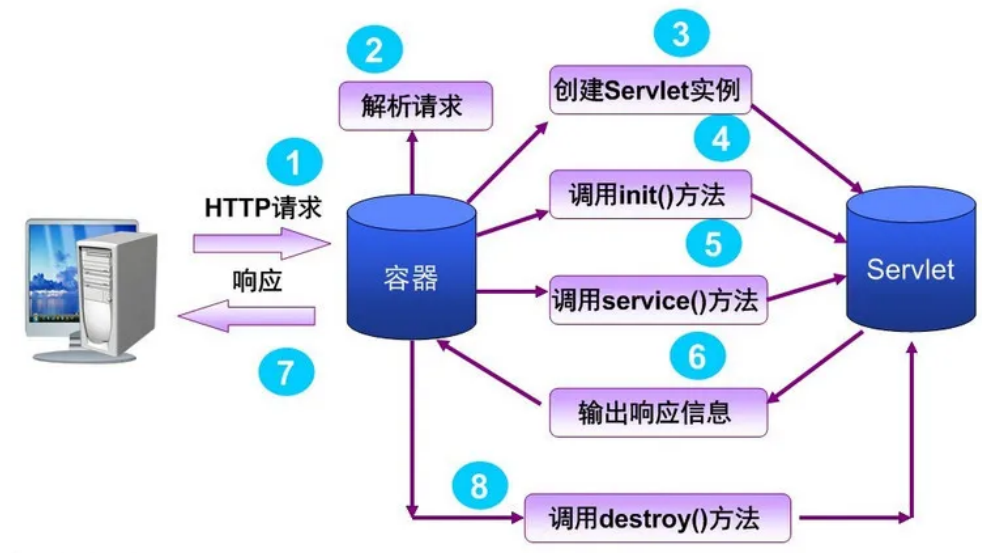 1
HTTP请求
2
解析请求
3
创建Servlet实例
4
调用init()方法
5
调用service()方法
6
输出响应信息
7
响应
8
调用destroy()方法
容器
Servlet